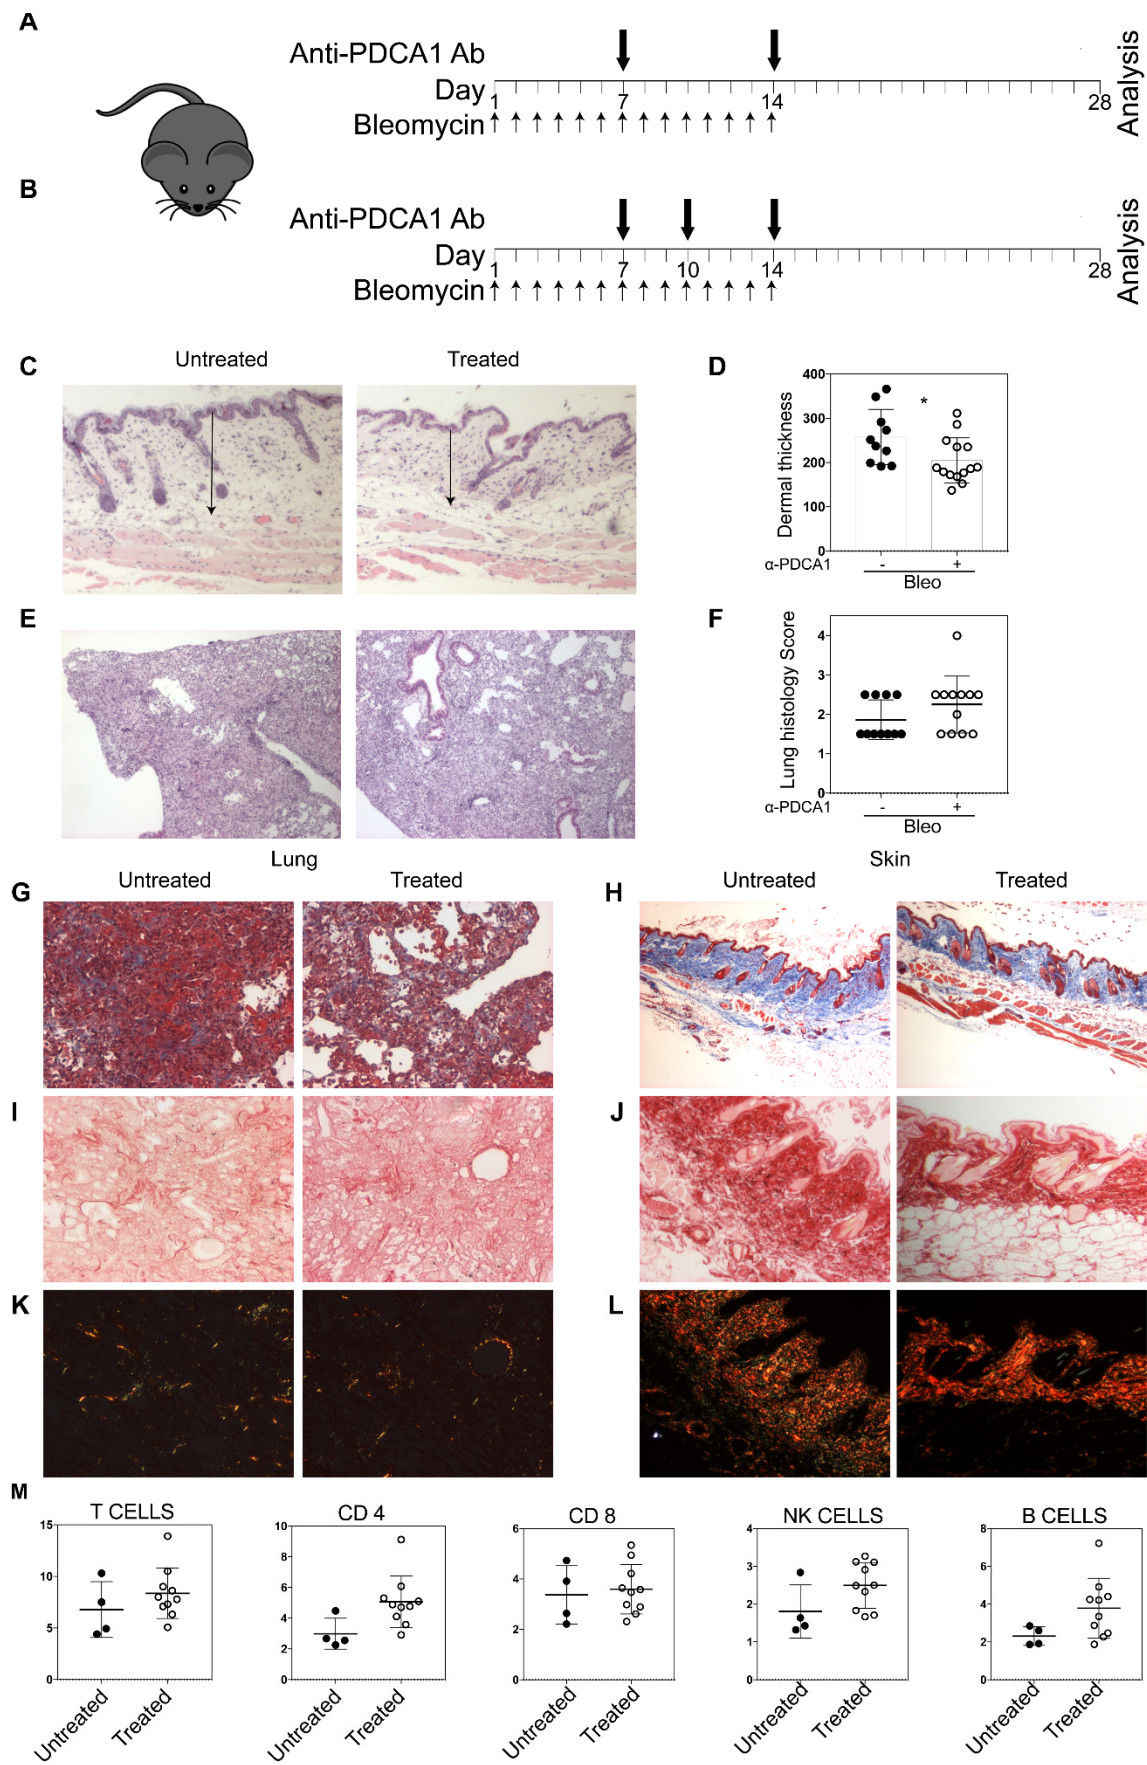 A
Anti-PDCA1 Ab
Day
1 7 14 28
Bleomycin
Analysis
B
Anti-PDCA1 Ab
Day
1 7 10 14 28
Bleomycin
Analysis
C
Untreated Treated
D
Dermal thickness
400
300
200
100
0
*
α-PDCA1 - +
Bleo
E
F
Lung histology Score
4
3
2
1
0
α-PDCA1 - +
Bleo
Lung
Untreated Treated
Skin
Untreated Treated
G
H
I
J
K
L
M
T CELLS
15
10
5
0
Untreated Treated
CD 4
10
8
6
4
2
0
Untreated Treated
CD 8
6
4
2
0
Untreated Treated
NK CELLS
4
3
2
1
0
Untreated Treated
B CELLS
8
6
4
2
0
Untreated Treated